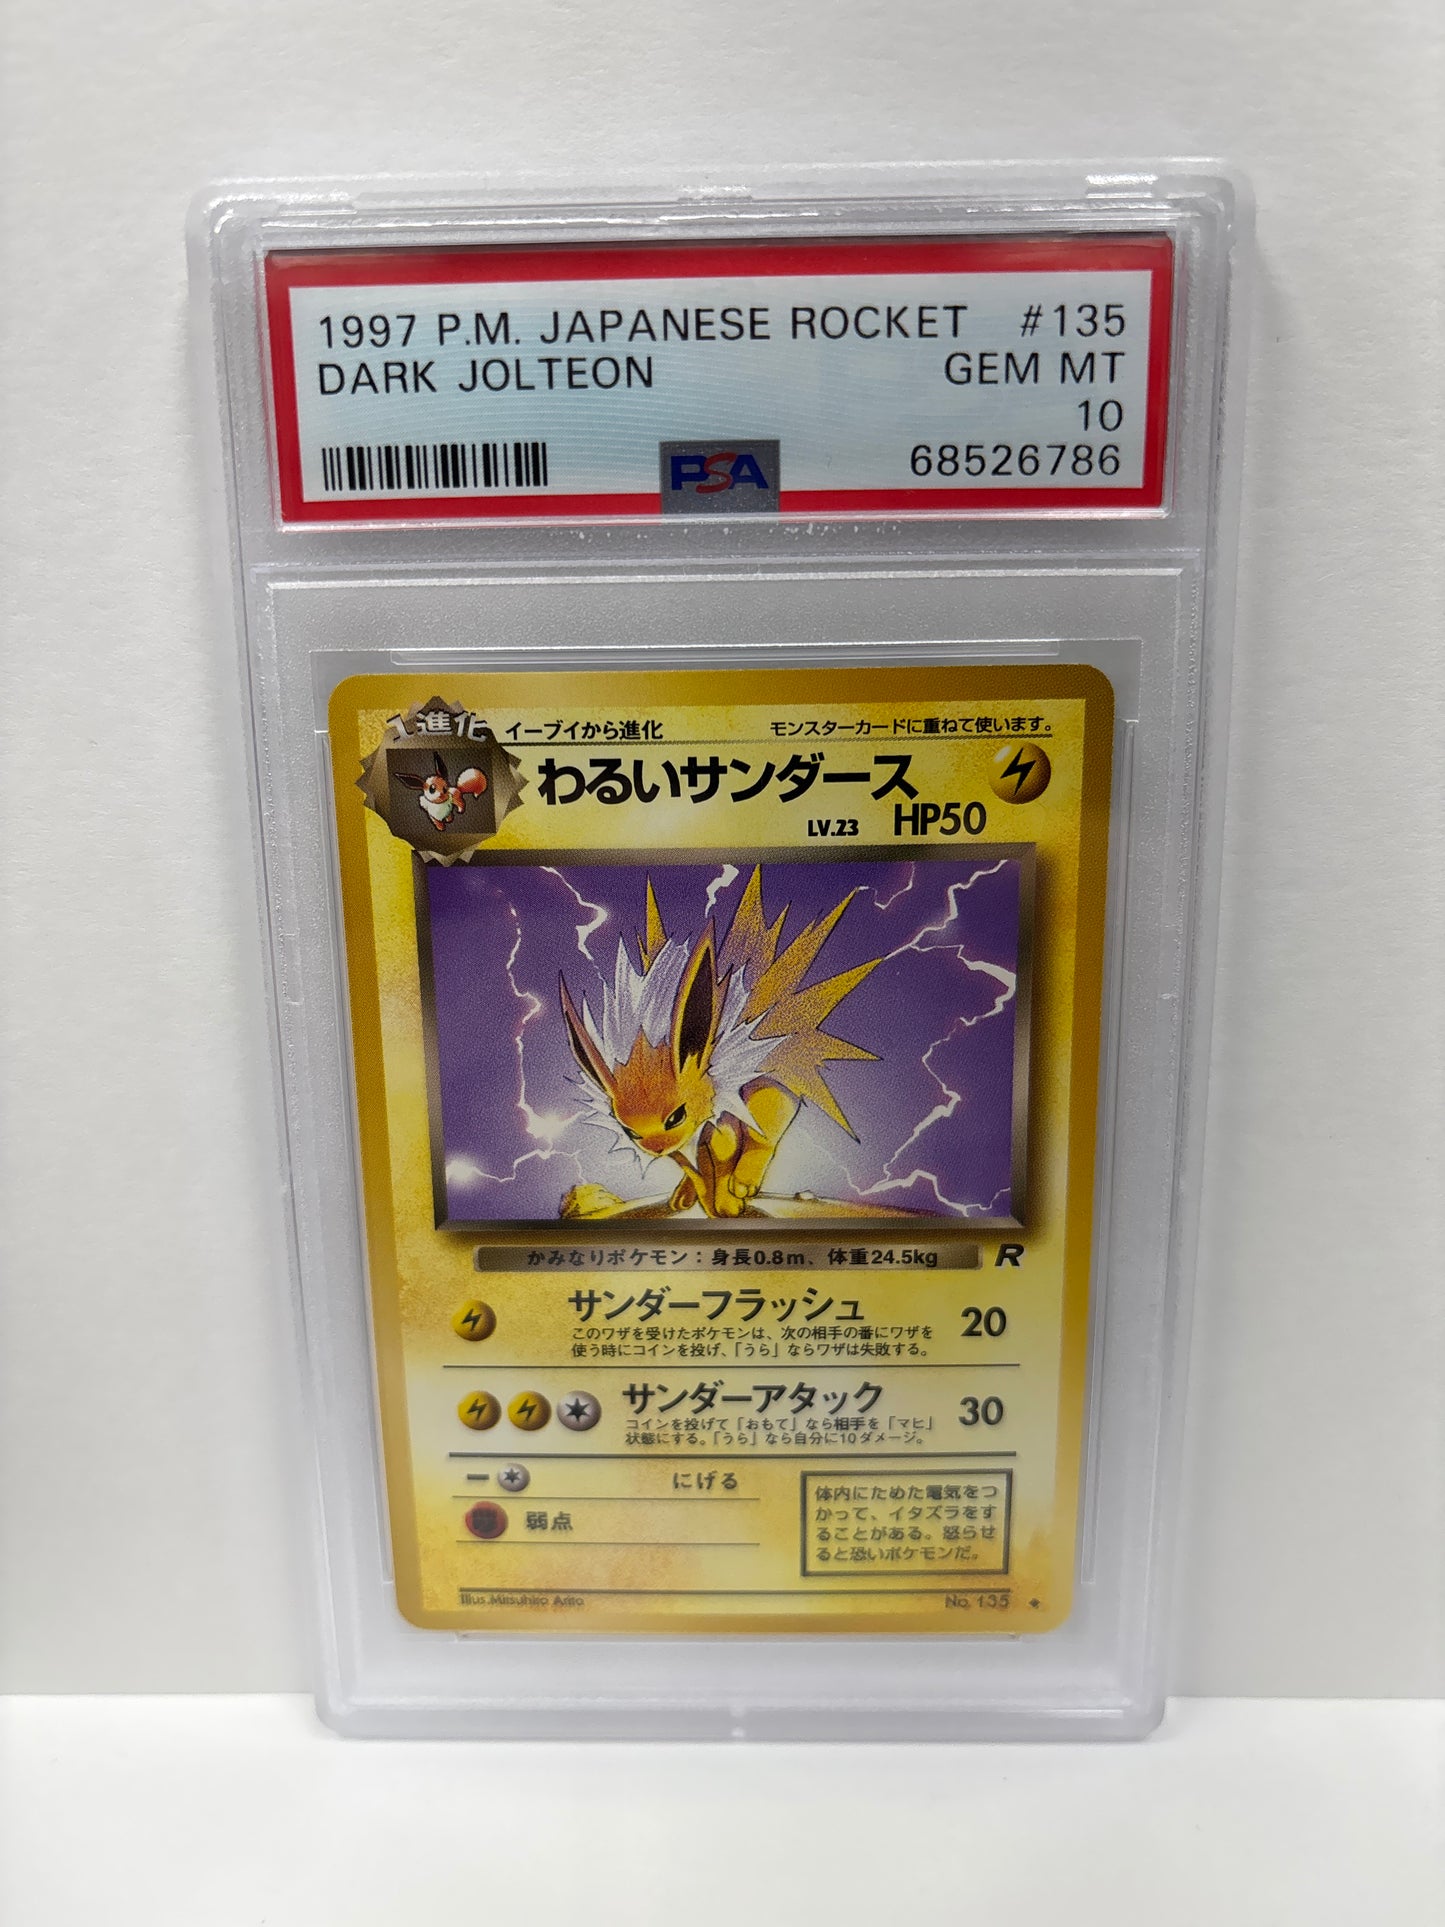 1997 P.M. JAPANESE ROCKET #135
DARK JOLTEON GEM MT
10
PSA 68526786
1進化 イーブイから進化 モンスターカードに重ねて使います。
わるいサンダース
LV.23 HP50
かみなりポケモン：身長0.8m、体重24.5kg R
サンダーフラッシュ 20
このワザを受けたポケモンは、次の相手の番にワザを
使う時にコインを投げ、「うら」ならワザは失敗する。
サンダーアタック 30
コインを投げて「おもて」なら相手を「マヒ」
状態にする。「うら」なら自分に10ダメージ。
にげる
弱点
体内にためた電気をつ
かって、イタズラをす
ることがある。怒らせ
ると恐いポケモンだ。
Illus.Mitsuhiro Arita No. 135